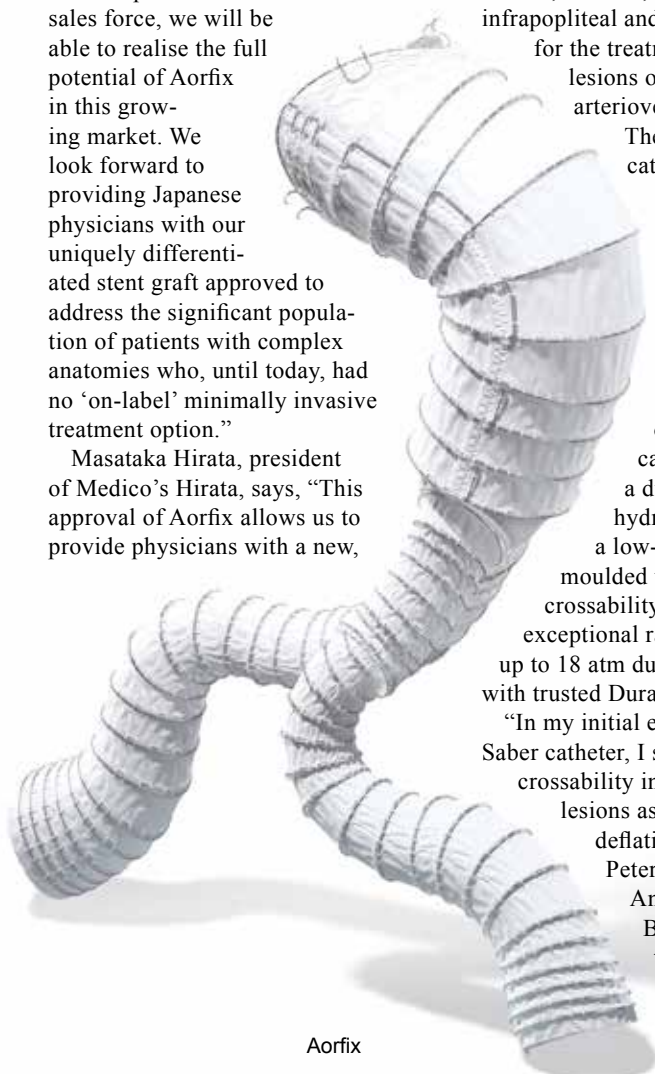 sales force, we will be
able to realise the full
potential of Aorfix
in this grow-
ing market. We
look forward to
providing Japanese
physicians with our
uniquely differenti-
ated stent graft approved to
address the significant popula-
tion of patients with complex
anatomies who, until today, had
no ‘on-label’ minimally invasive
treatment option.”
Masataka Hirata, president
of Medico’s Hirata, says, “This
approval of Aorfix allows us to
provide physicians with a new,
Aorfix
infrapopliteal and
for the treatm
lesions o
arteriove
The
cat
ca
a d
hydr
a low-
moulded
crossability
exceptional ra
up to 18 atm du
with trusted Dura
“In my initial e
Saber catheter, I s
crossability in
lesions as
deflati
Peter
An
B